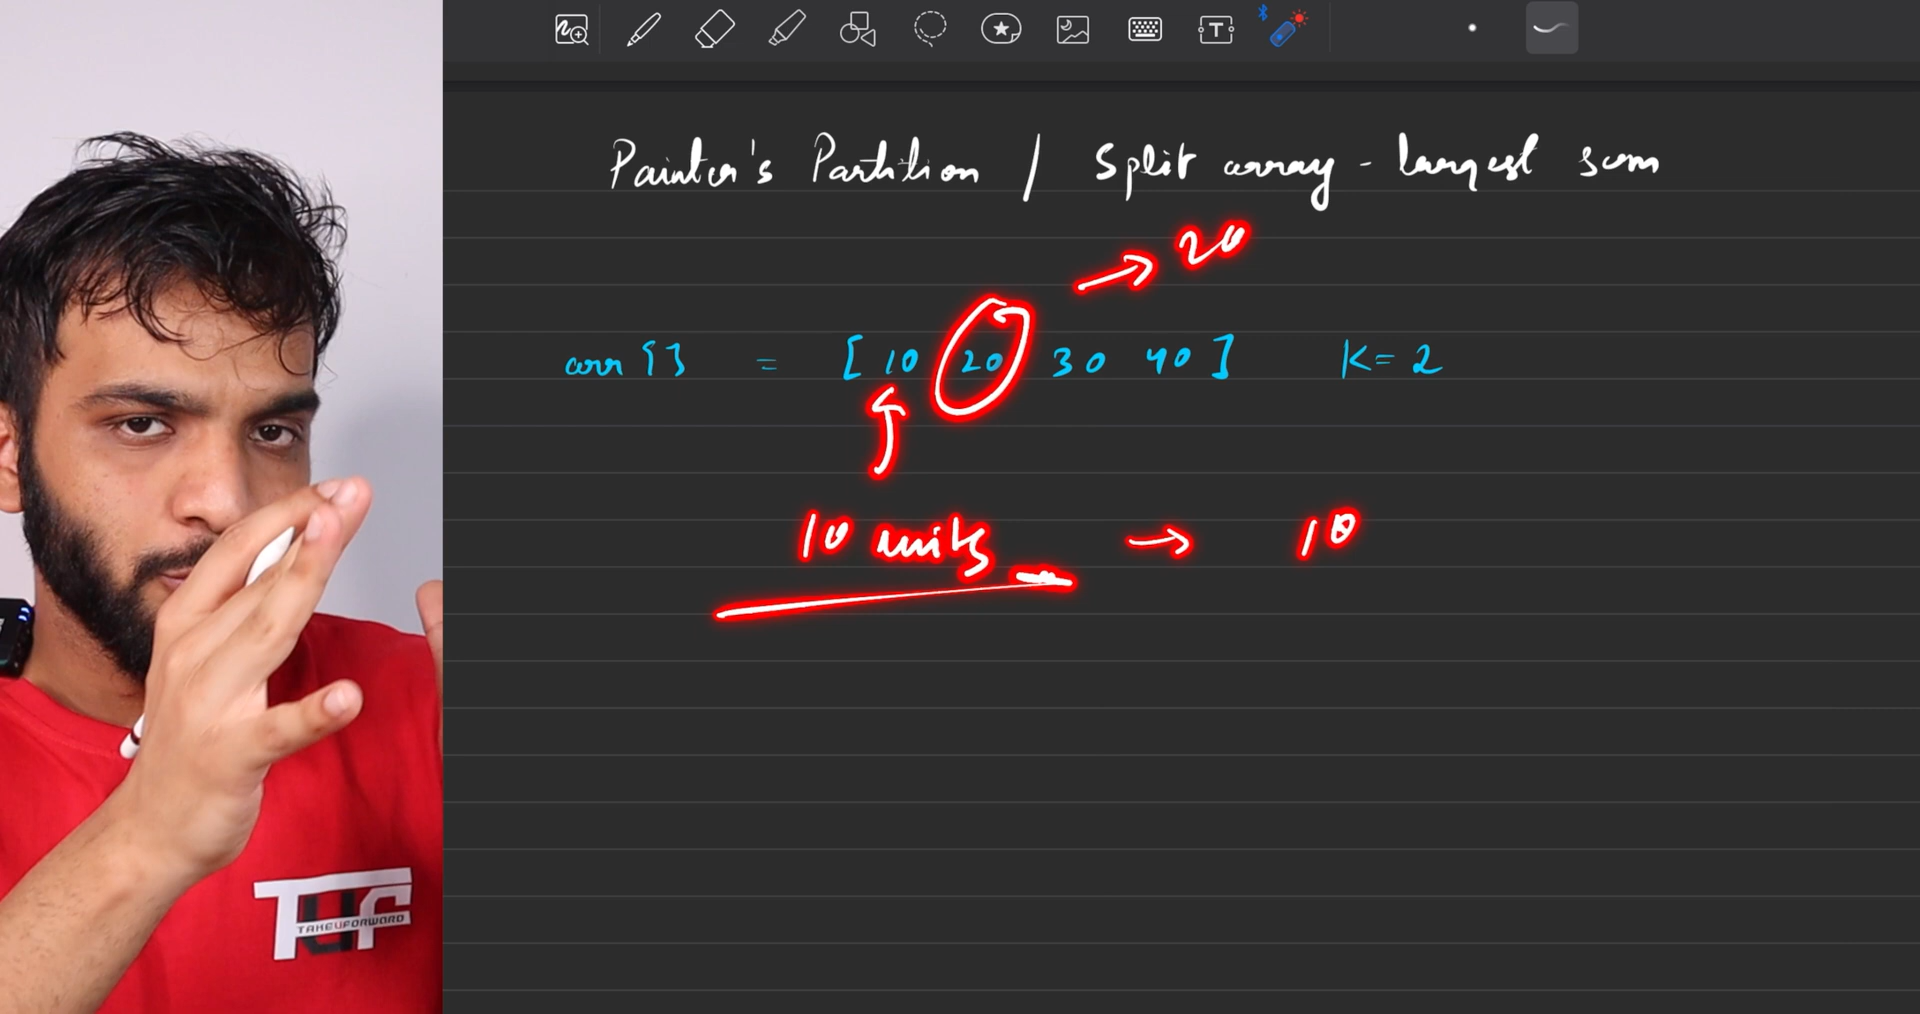 Painter's Partition / Split array - largest sum
→ 20
arr [] = [ 10 20 30 40 ] K = 2
10 units → 10
TUF
TAKEUFORWARD
T